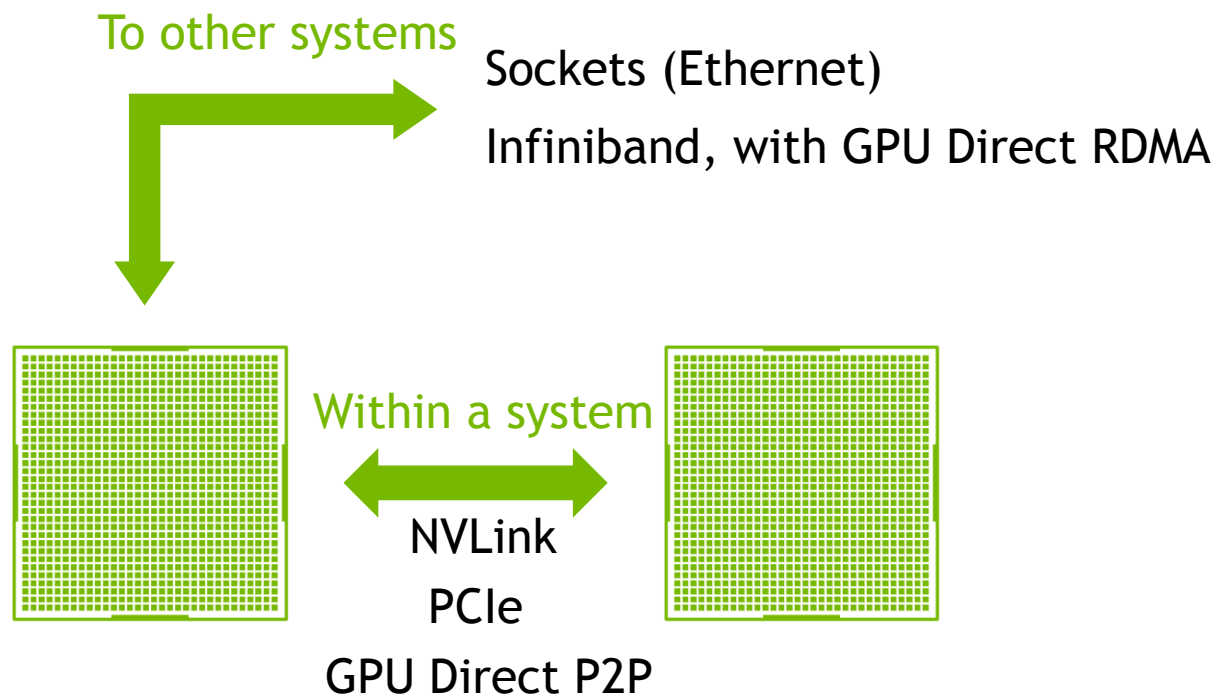 To other systems
Sockets (Ethernet)
Infiniband, with GPU Direct RDMA
Within a system
NVLink
PCIe
GPU Direct P2P